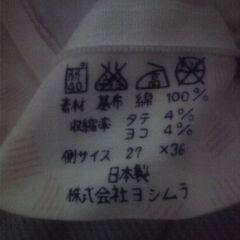 素材 基布 綿 100%
収縮率 タテ 4%
ヨコ 4%
側サイズ 27 ×36
日本製
株式会社ヨシムラ